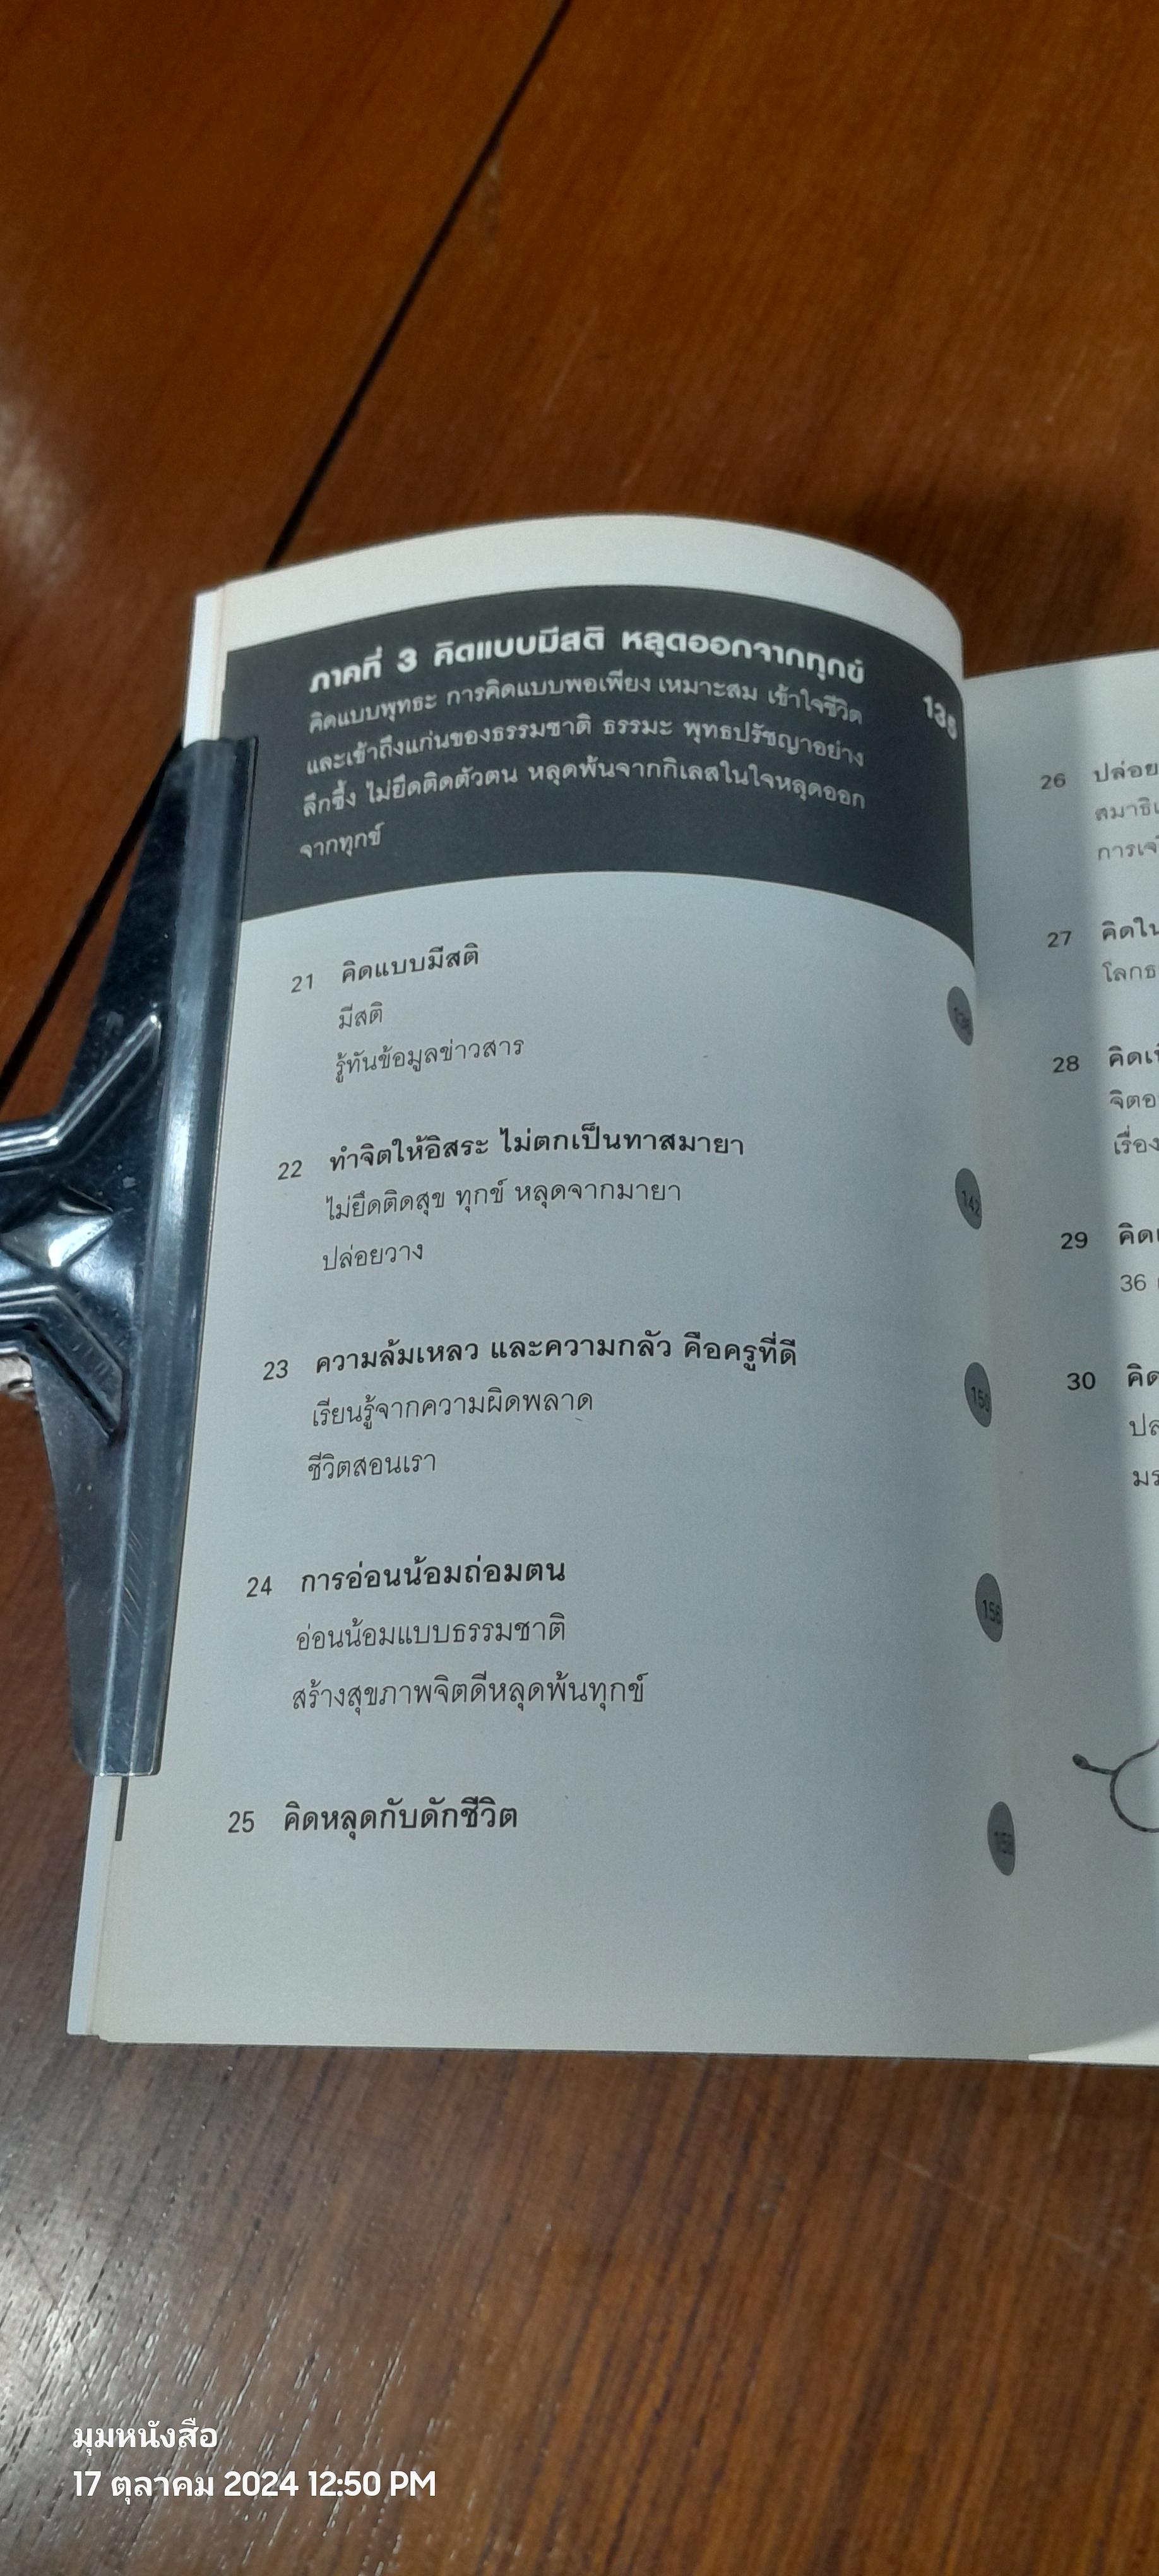 ภาคที่ 3 คิดแบบมีสติ หลุดออกจากทุกข์
คิดแบบพุทธะ การคิดแบบพอเพียง เหมาะสม เข้าใจชีวิต
และเข้าถึงแก่นของธรรมชาติ ธรรมะ พุทธปรัชญาอย่าง
ลึกซึ้ง ไม่ยึดติดตัวตน หลุดพ้นจากกิเลสในใจหลุดออก
จากทุกข์
21 คิดแบบมีสติ
มีสติ
รู้ทันข้อมูลข่าวสาร
22 ทำจิตให้อิสระ ไม่ตกเป็นทาสมายา 142
ไม่ยึดติดสุข ทุกข์ หลุดจากมายา
ปล่อยวาง
23 ความล้มเหลว และความกลัว คือครูที่ดี 150
เรียนรู้จากความผิดพลาด
ชีวิตสอนเรา
24 การอ่อนน้อมถ่อมตน
อ่อนน้อมแบบธรรมชาติ
สร้างสุขภาพจิตดีหลุดพ้นทุกข์
25 คิดหลุดกับดักชีวิต
26 ปล่อย
27
28
จิตอ
เรื่อง
29
36
30
มุมหนังสือ
17 ตุลาคม 2024 12:50 PM